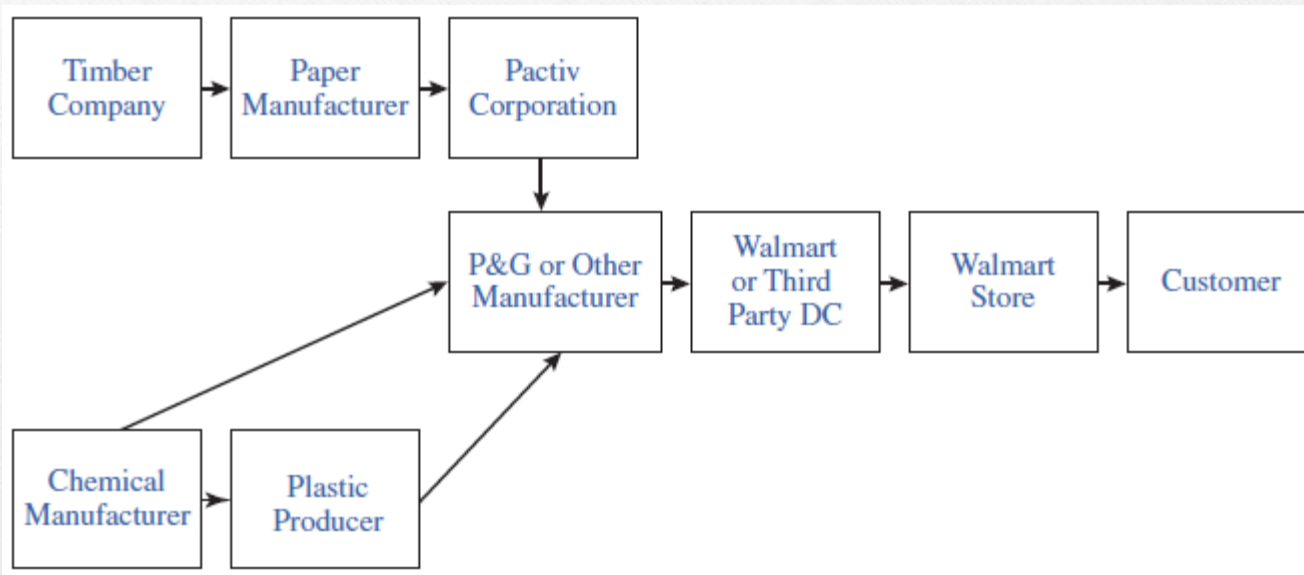 Timber
Company
Paper
Manufacturer
Pactiv
Corporation
P&G or Other
Manufacturer
Walmart
or Third
Party DC
Walmart
Store
Customer
Chemical
Manufacturer
Plastic
Producer